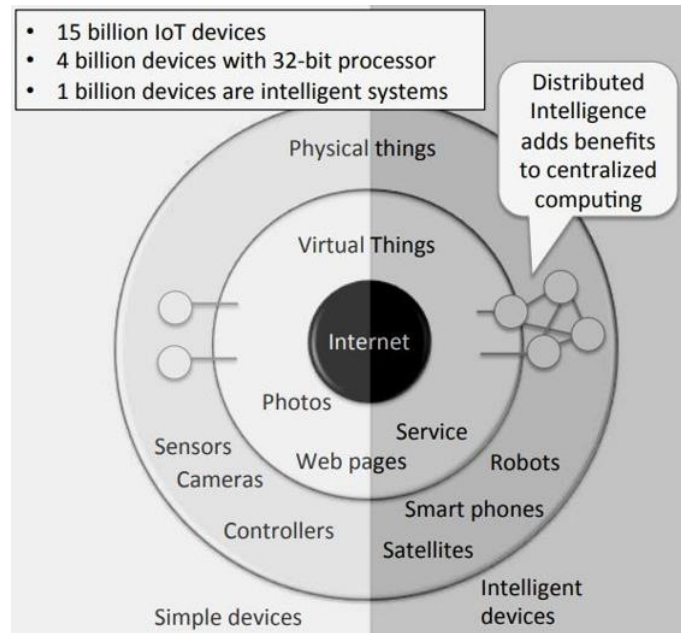 • 15 billion IoT devices
• 4 billion devices with 32-bit processor
• 1 billion devices are intelligent systems
Distributed
Intelligence
adds benefits
to centralized
computing
Physical things
Virtual Things
Internet
Photos
Service
Web pages
Sensors
Cameras
Robots
Controllers
Smart phones
Satellites
Simple devices
Intelligent
devices